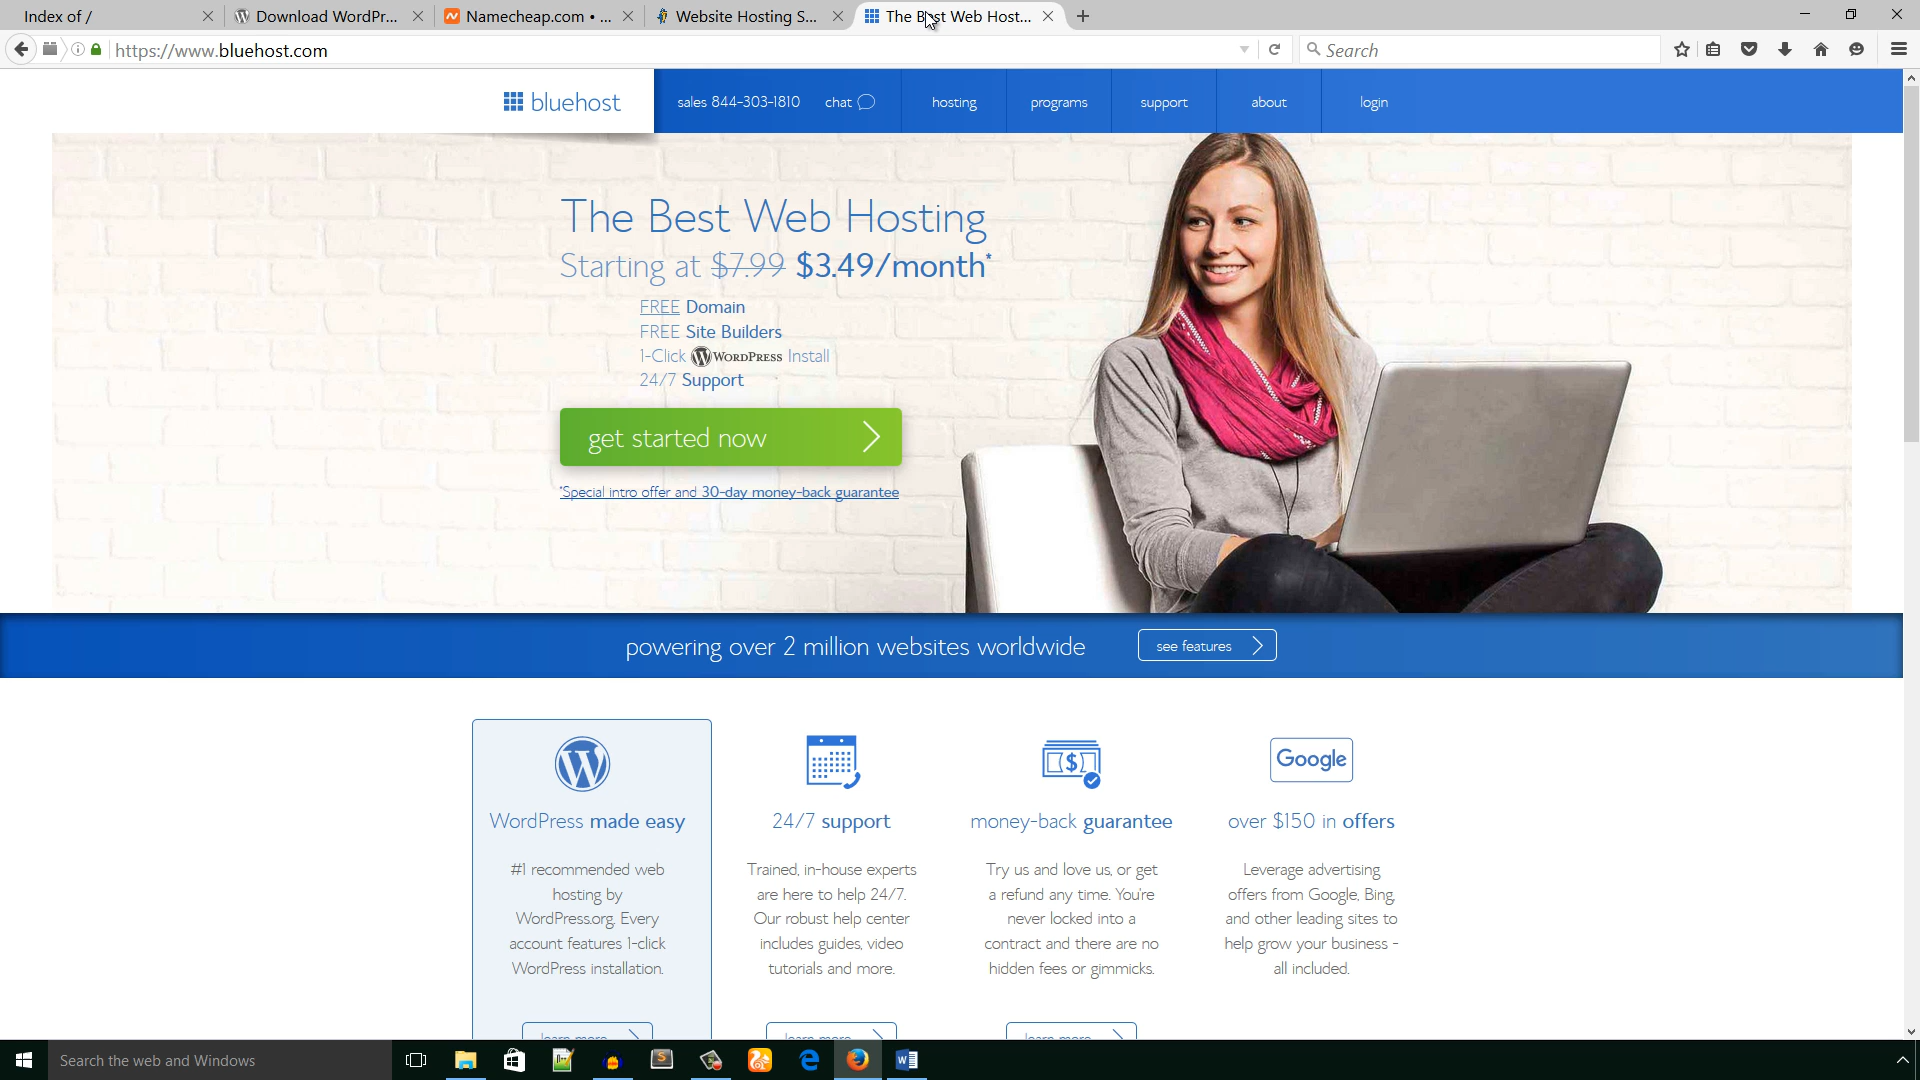 Index of /
Download WordPr...
Namecheap.com • ...
Website Hosting S...
The Best Web Host...
https://www.bluehost.com
Search
bluehost
sales 844-303-1810
chat
hosting
programs
support
about
login
The Best Web Hosting
Starting at $7.99 $3.49/month*
FREE Domain
FREE Site Builders
1-Click WORDPRESS Install
24/7 Support
get started now
*Special intro offer and 30-day money-back guarantee
powering over 2 million websites worldwide
see features
WordPress made easy
#1 recommended web
hosting by
WordPress.org. Every
account features 1-click
WordPress installation.
learn more
24/7 support
Trained, in-house experts
are here to help 24/7.
Our robust help center
includes guides, video
tutorials and more.
learn more
money-back guarantee
Try us and love us, or get
a refund any time. You're
never locked into a
contract and there are no
hidden fees or gimmicks.
learn more
Google
over $150 in offers
Leverage advertising
offers from Google, Bing,
and other leading sites to
help grow your business -
all included.
Search the web and Windows